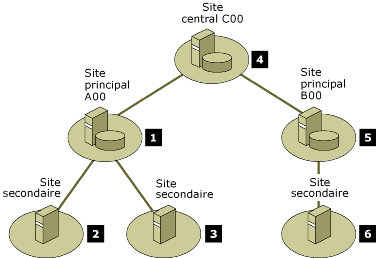 Site
central C00
4
Site
principal
A00
Site
principal
B00
1
5
Site
secondaire
Site
secondaire
Site
secondaire
2
3
6